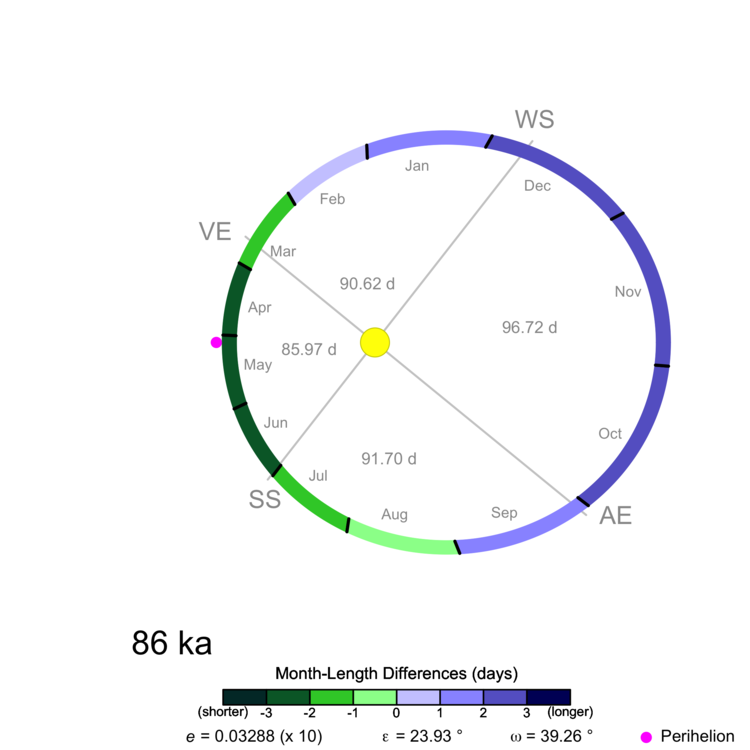 WS
Jan
Dec
Feb
VE
Mar
90.62 d
Nov
Apr
96.72 d
85.97 d
May
Jun
Oct
91.70 d
Jul
SS
Aug
Sep
AE
86 ka
Month-Length Differences (days)
(shorter) -3 -2 -1 0 1 2 3 (longer)
e = 0.03288 (x 10) ε = 23.93 ° ω = 39.26 ° Perihelion